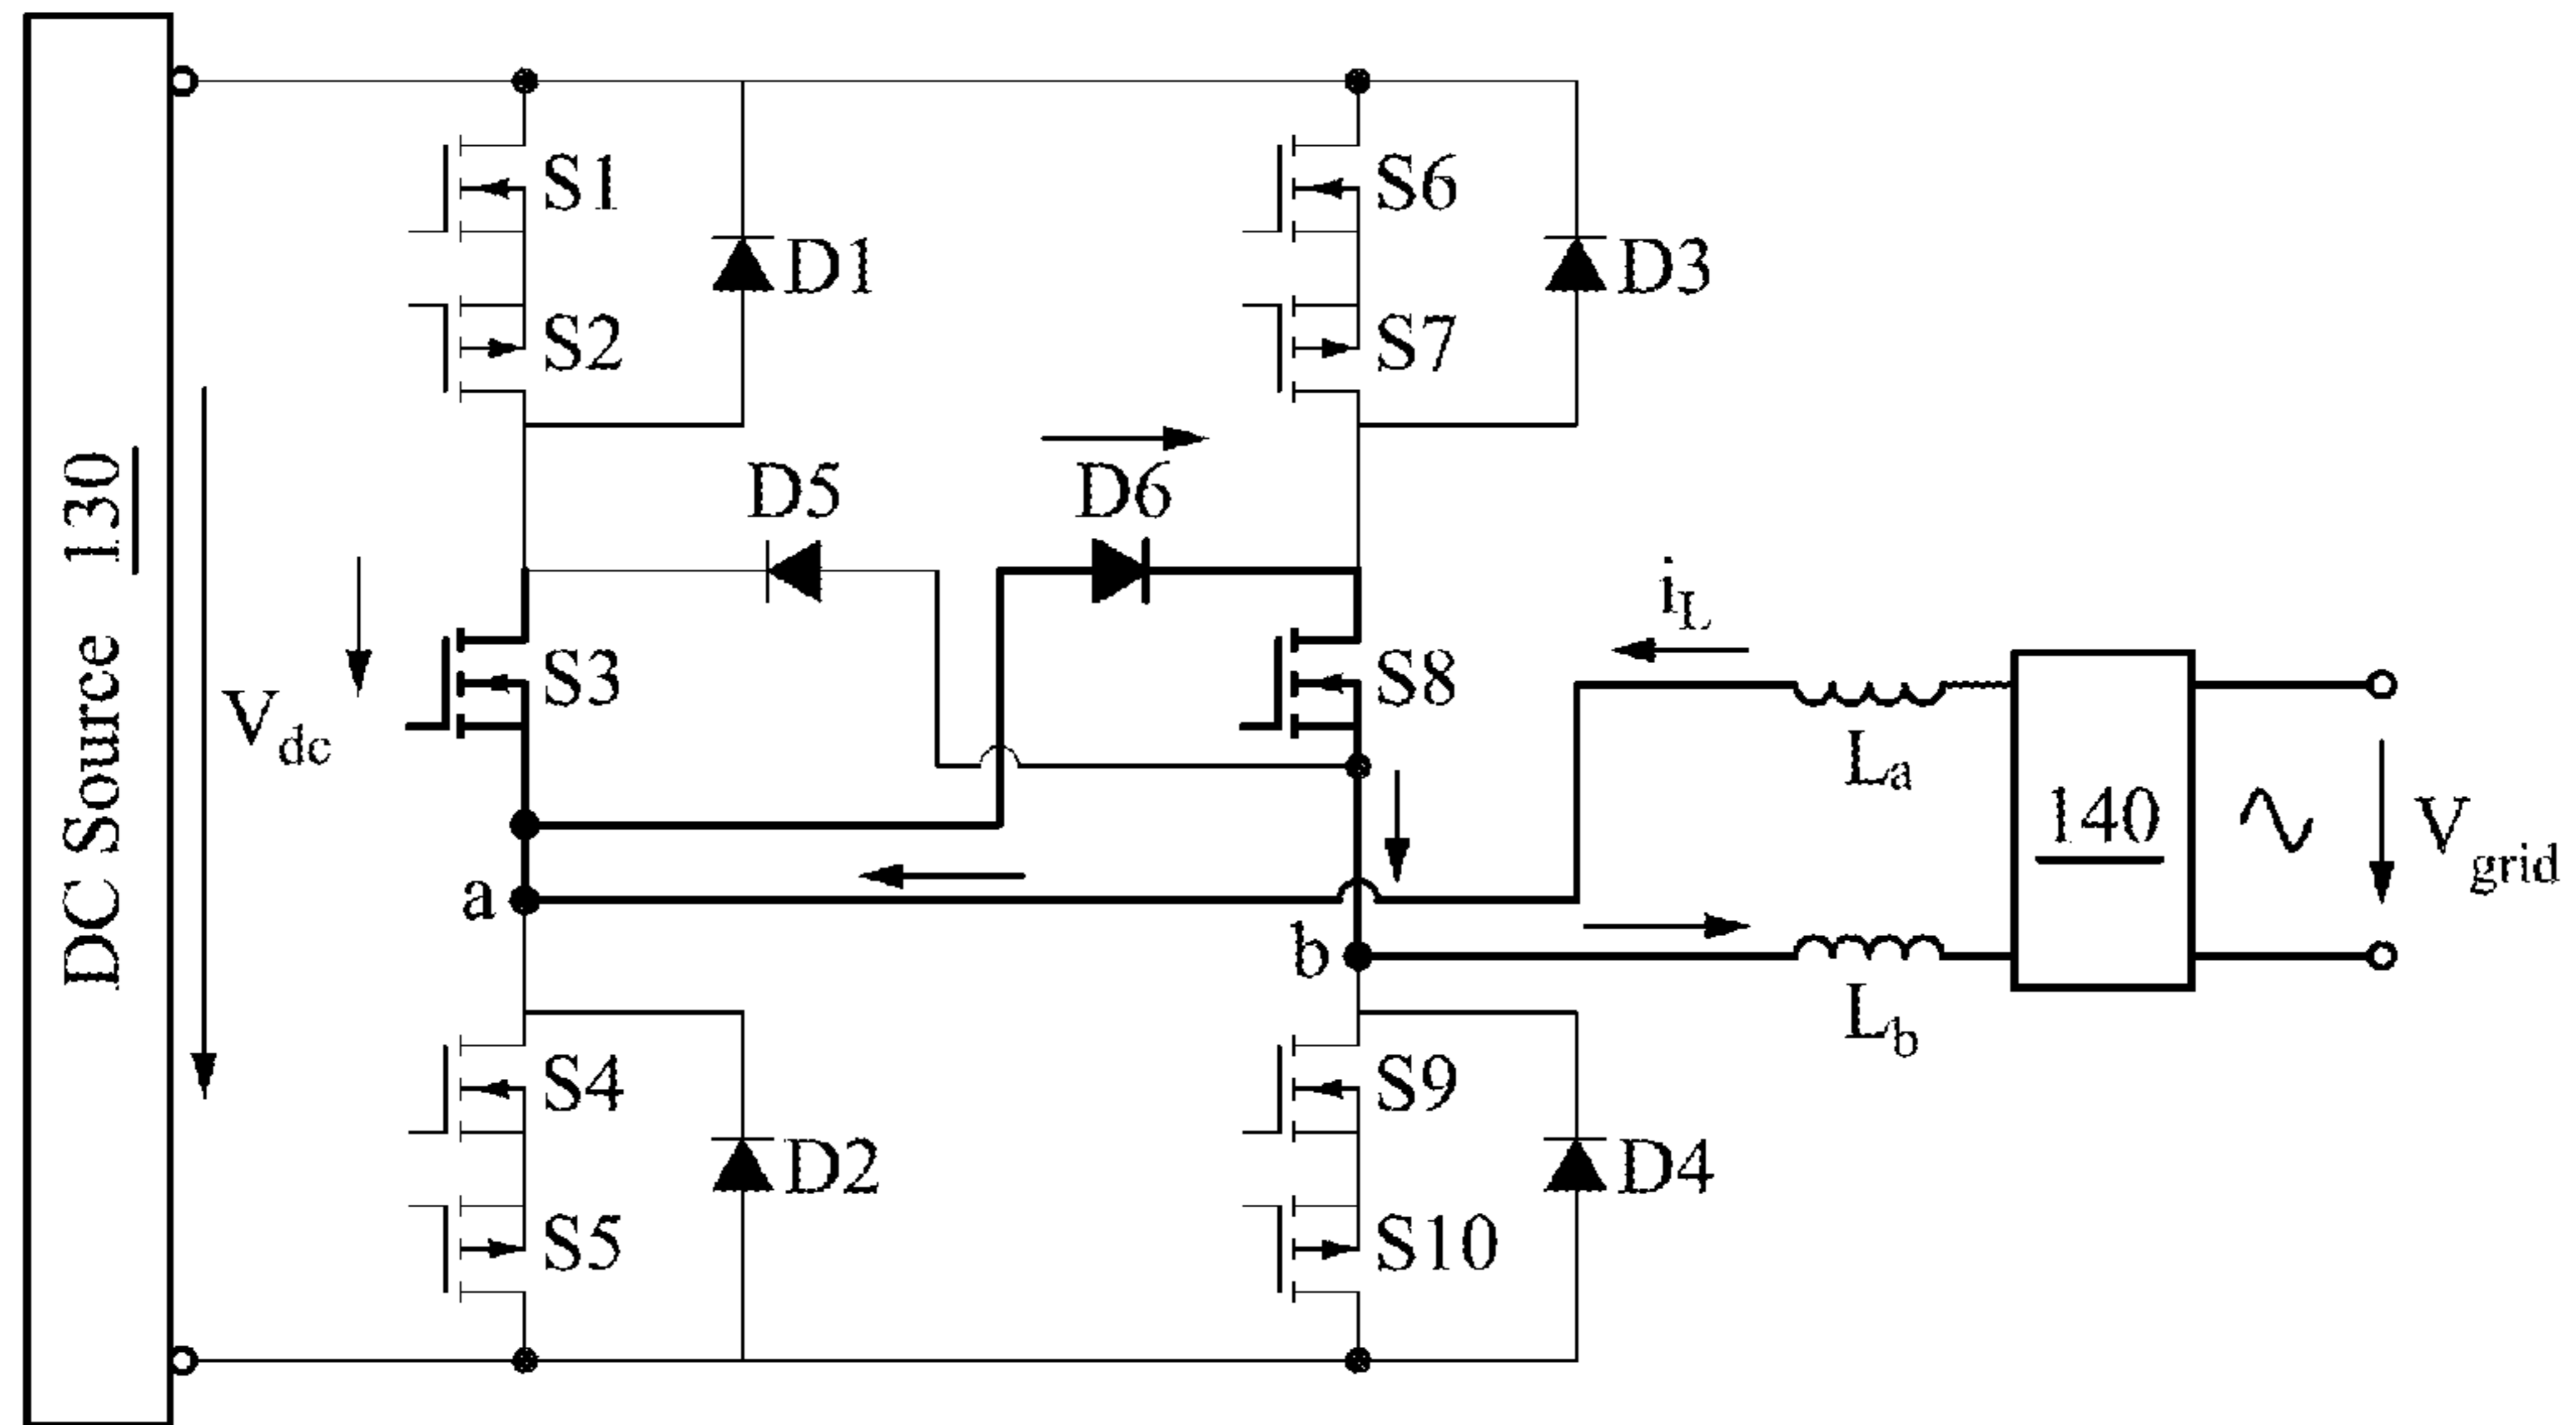 DC Source 130
V_dc
S1
S2
D1
S6
S7
D3
D5
D6
S3
S8
i_L
L_a
140
V_grid
a
b
L_b
S4
S5
D2
S9
S10
D4